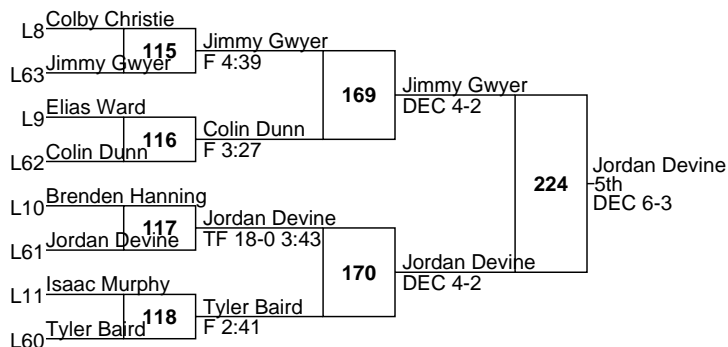 L8 Colby Christie
115
L63 Jimmy Gwyer
Jimmy Gwyer
F 4:39
L9 Elias Ward
116
L62 Colin Dunn
Colin Dunn
F 3:27
169
Jimmy Gwyer
DEC 4-2
L10 Brenden Hanning
117
L61 Jordan Devine
Jordan Devine
TF 18-0 3:43
L11 Isaac Murphy
118
L60 Tyler Baird
Tyler Baird
F 2:41
170
Jordan Devine
DEC 4-2
224
Jordan Devine
5th
DEC 6-3